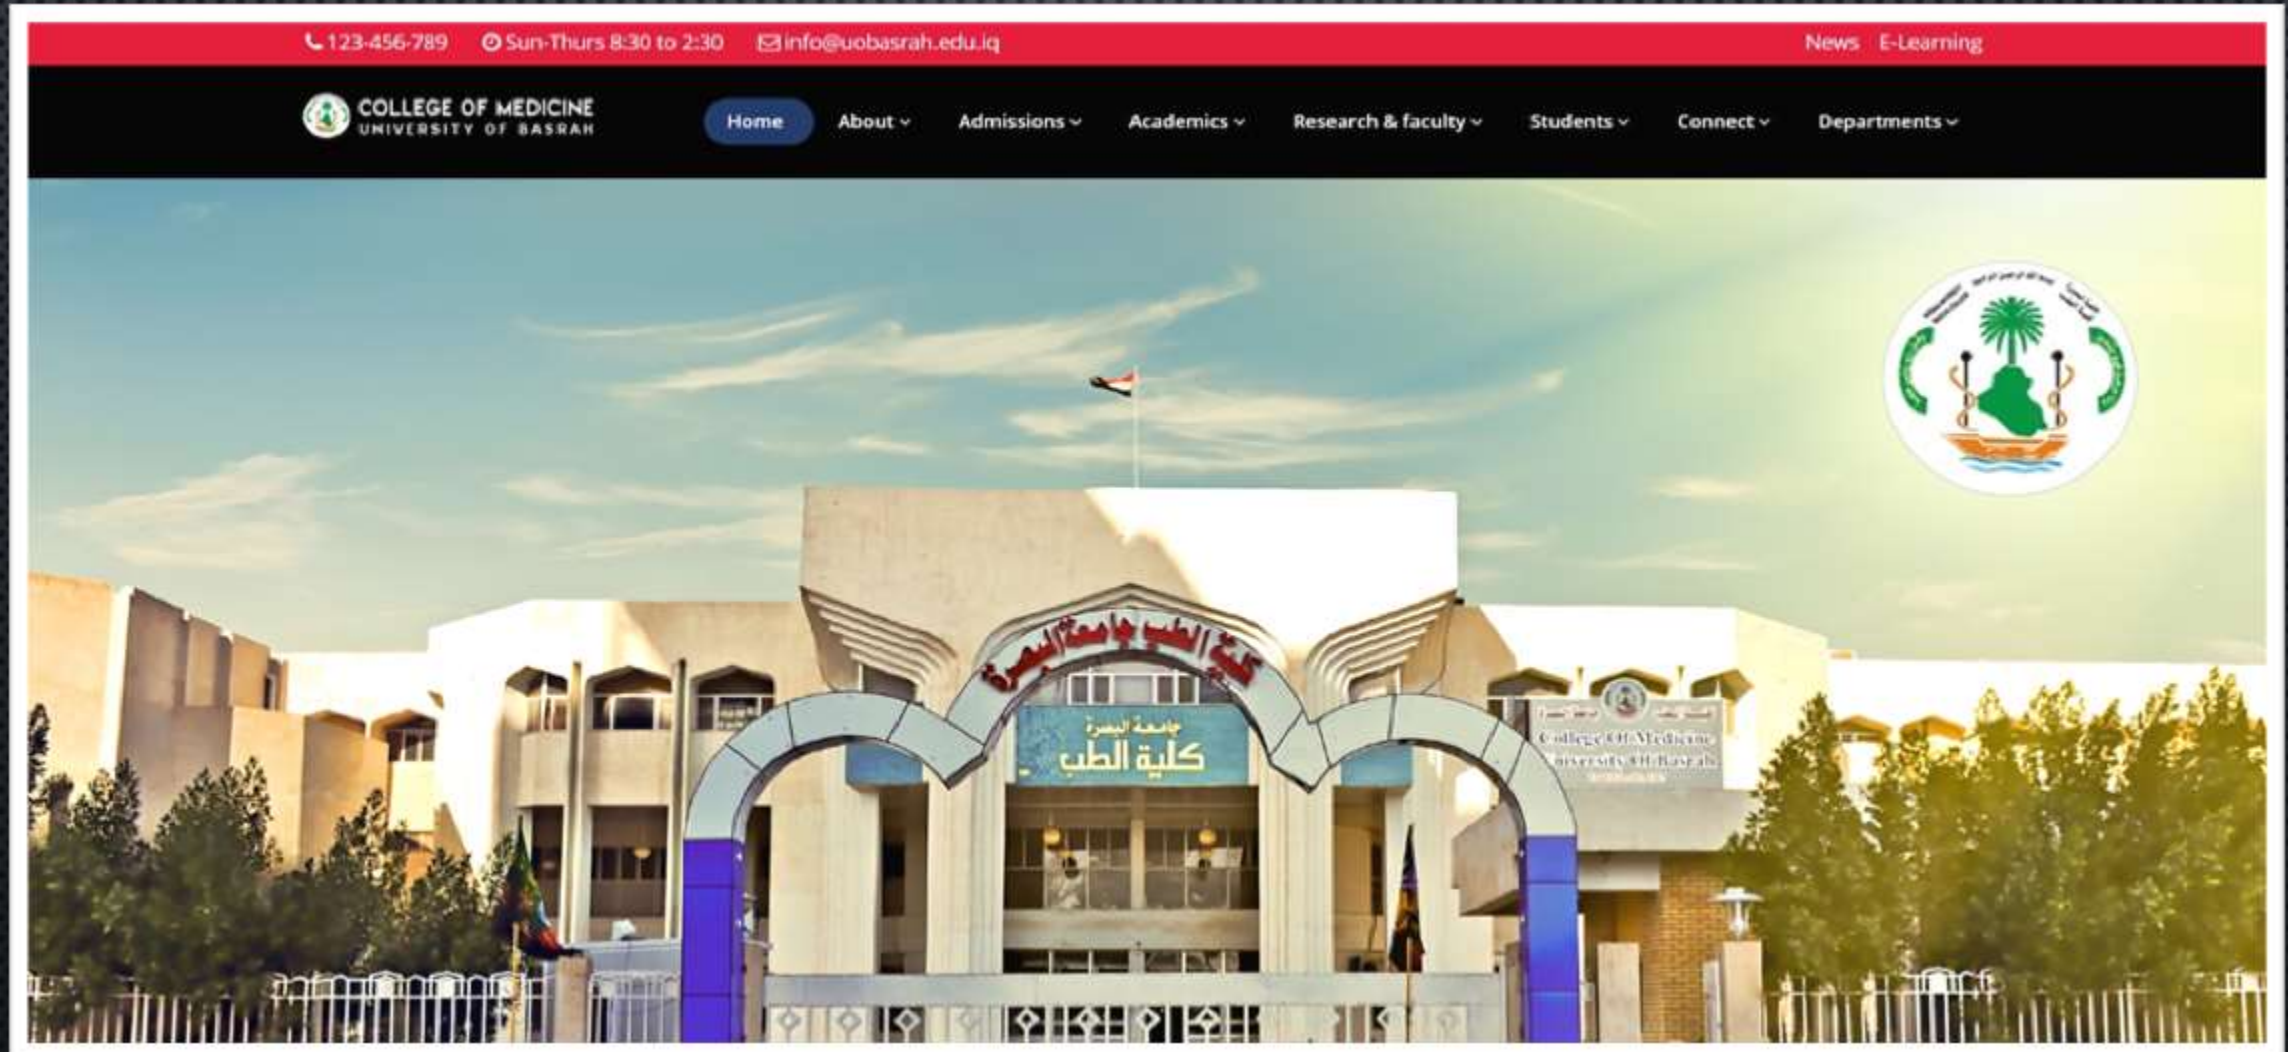 123-456-789 Sun-Thurs 8:30 to 2:30 info@uobasrah.edu.iq News E-Learning
COLLEGE OF MEDICINE
UNIVERSITY OF BASRAH
Home About Admissions Academics Research & faculty Students Connect Departments
كلية الطب جامعة البصرة
جامعة البصرة
كلية الطب
College Of Medicine
University Of Basrah